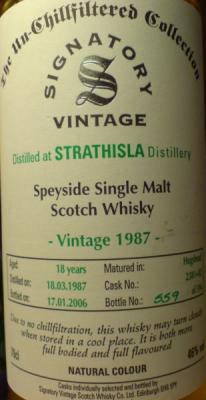 The Un-Chillfiltered Collection
SIGNATORY
S
VINTAGE
Distilled at STRATHISLA Distillery
Speyside Single Malt
Scotch Whisky
- Vintage 1987 -
Aged: 18 years Matured in: Hogshead
Distilled on: 18.03.1987 Cask No.:
Bottled on: 17.01.2006 Bottle No.: 559
Due to no chillfiltration, this whisky may turn cloudy
when stored in a cool place. It is both more
full bodied and full flavoured
70cl 46%
NATURAL COLOUR
Casks individually selected and bottled by
Signatory Vintage Scotch Whisky Co. Ltd. Edinburgh EH6 5PY